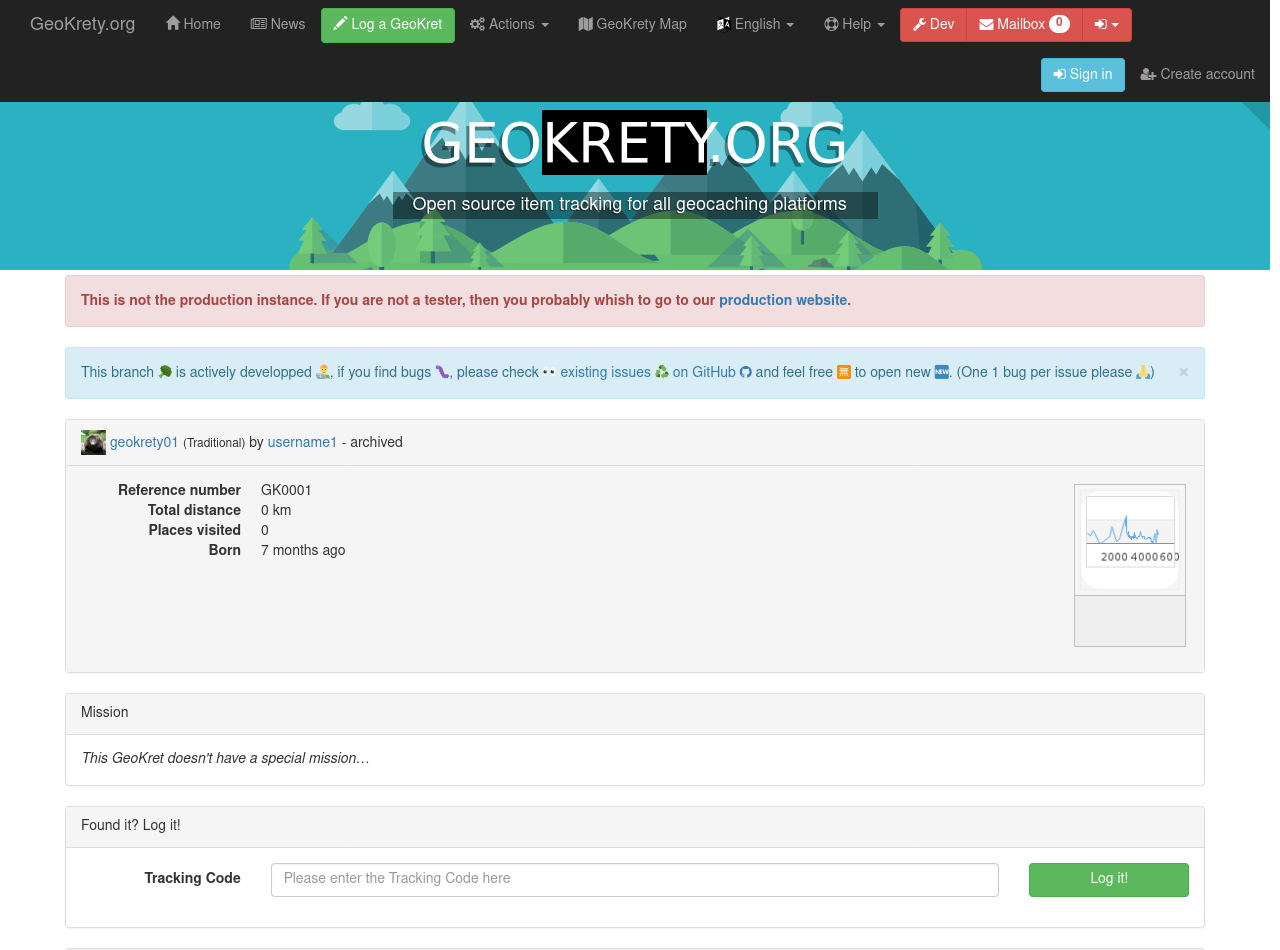 GeoKrety.org Home News Log a GeoKret Actions GeoKrety Map English Help Dev Mailbox 0
Sign in Create account
GEOKRETY.ORG
Open source item tracking for all geocaching platforms
This is not the production instance. If you are not a tester, then you probably whish to go to our production website.
This branch 🥦 is actively developped 👨‍🔬, if you find bugs 🐛, please check 👀 existing issues ♻️ on GitHub and feel free 🈚 to open new 🆕. (One 1 bug per issue please 🙏) ×
geokrety01 (Traditional) by username1 - archived
Reference number GK0001
Total distance 0 km
Places visited 0
Born 7 months ago
2000 4000 600
Mission
This GeoKret doesn't have a special mission…
Found it? Log it!
Tracking Code Please enter the Tracking Code here Log it!